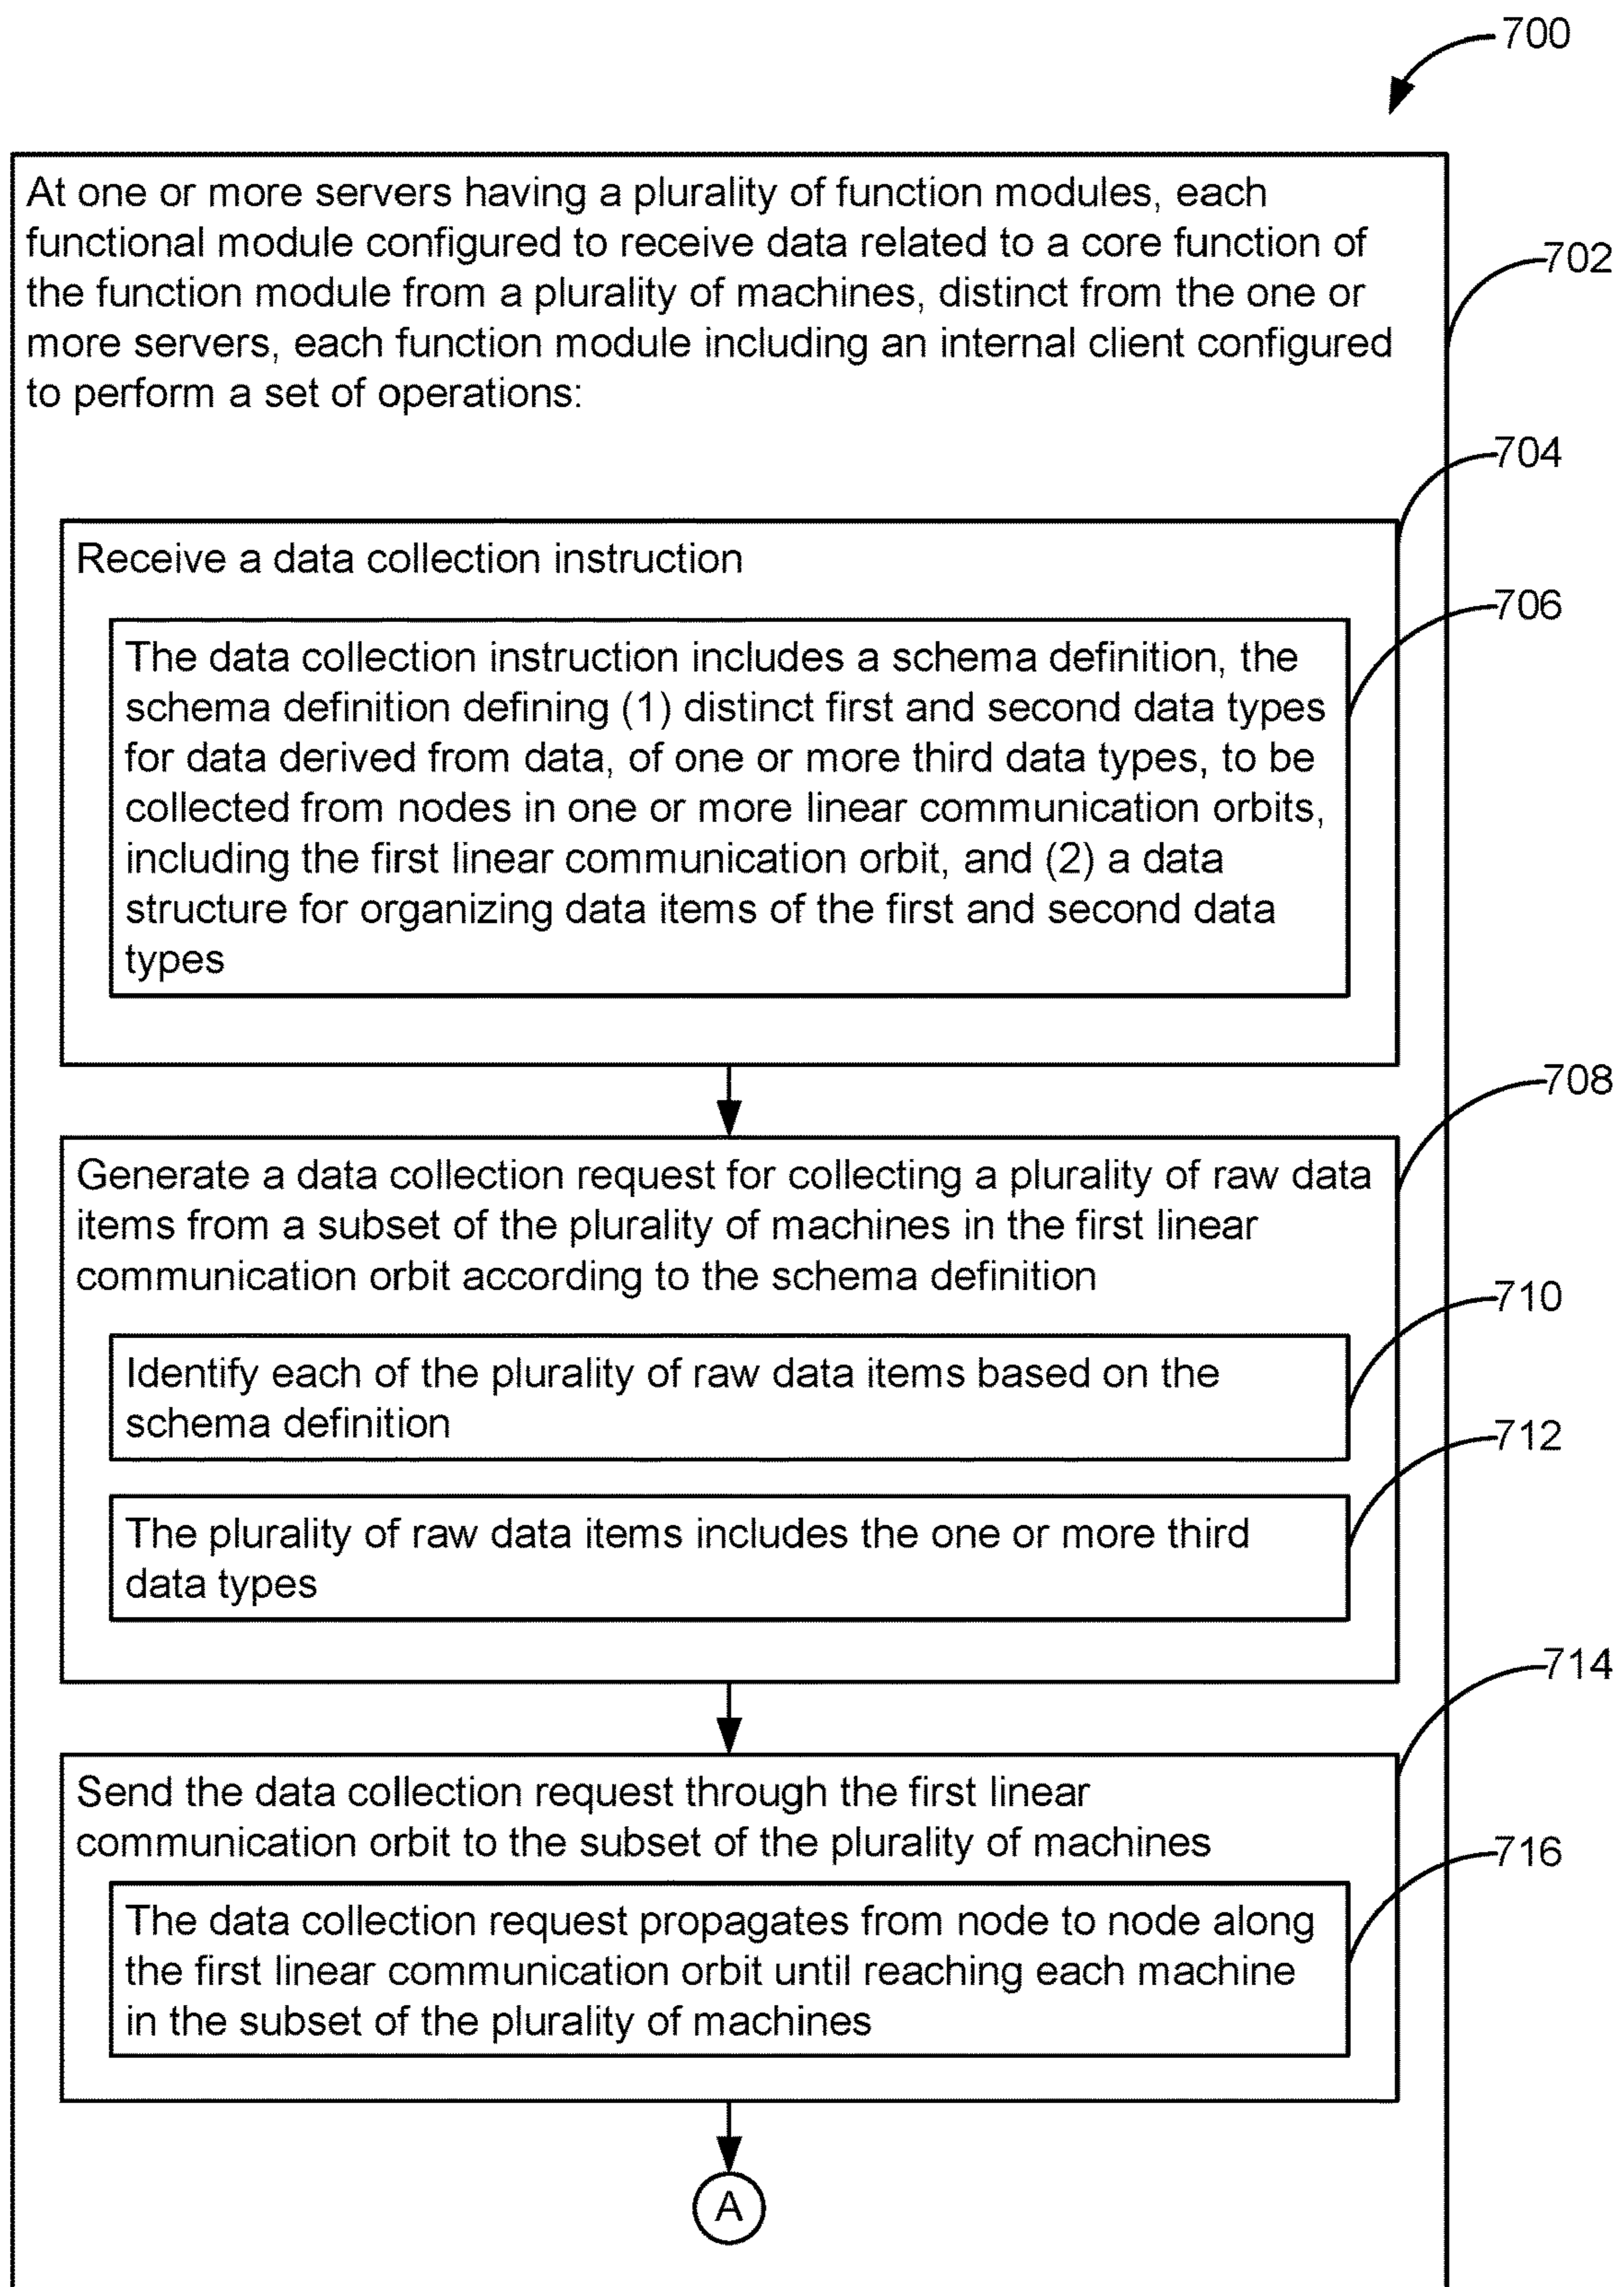 700
At one or more servers having a plurality of function modules, each
functional module configured to receive data related to a core function of
the function module from a plurality of machines, distinct from the one or
more servers, each function module including an internal client configured
to perform a set of operations:
702
704
Receive a data collection instruction
706
The data collection instruction includes a schema definition, the
schema definition defining (1) distinct first and second data types
for data derived from data, of one or more third data types, to be
collected from nodes in one or more linear communication orbits,
including the first linear communication orbit, and (2) a data
structure for organizing data items of the first and second data
types
708
Generate a data collection request for collecting a plurality of raw data
items from a subset of the plurality of machines in the first linear
communication orbit according to the schema definition
710
Identify each of the plurality of raw data items based on the
schema definition
712
The plurality of raw data items includes the one or more third
data types
714
Send the data collection request through the first linear
communication orbit to the subset of the plurality of machines
716
The data collection request propagates from node to node along
the first linear communication orbit until reaching each machine
in the subset of the plurality of machines
A